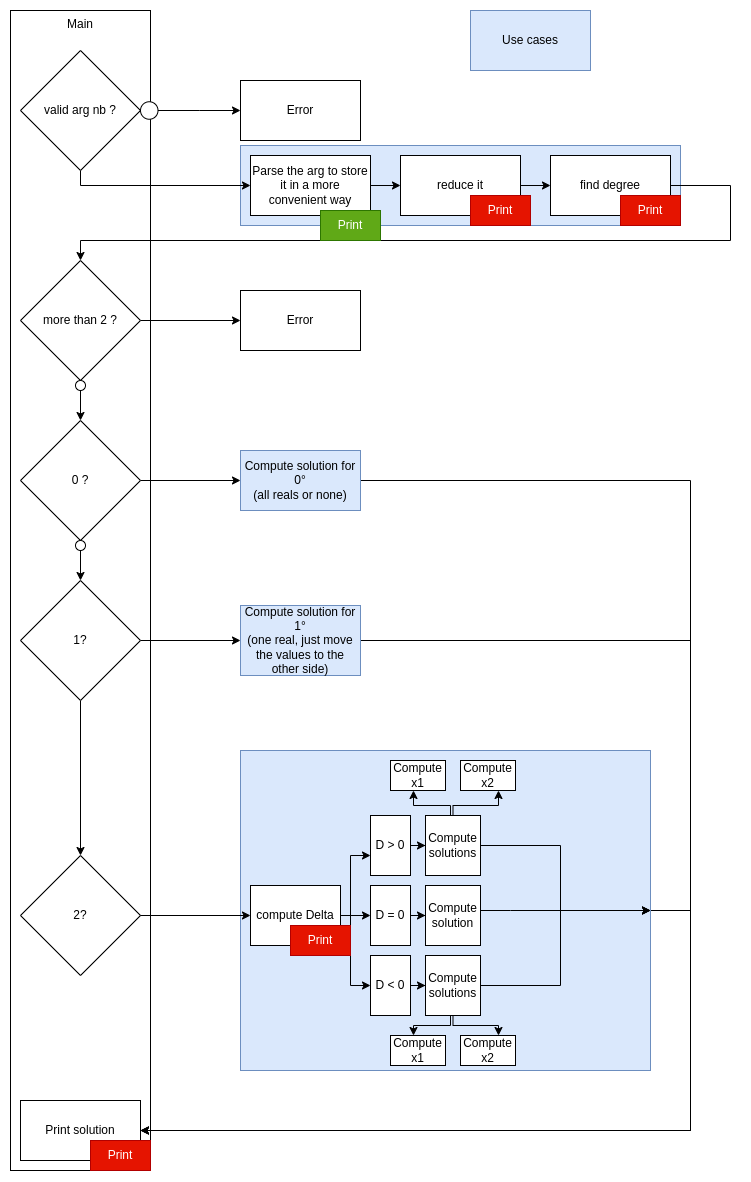 Main
Use cases
valid arg nb ?
Error
Parse the arg to store
it in a more
convenient way
reduce it
find degree
Print
Print
Print
more than 2 ?
Error
0 ?
Compute solution for
0°
(all reals or none)
1?
Compute solution for
1°
(one real, just move
the values to the
other side)
Compute
x1
Compute
x2
D > 0
Compute
solutions
2?
compute Delta
Print
D = 0
Compute
solution
D < 0
Compute
solutions
Compute
x1
Compute
x2
Print solution
Print